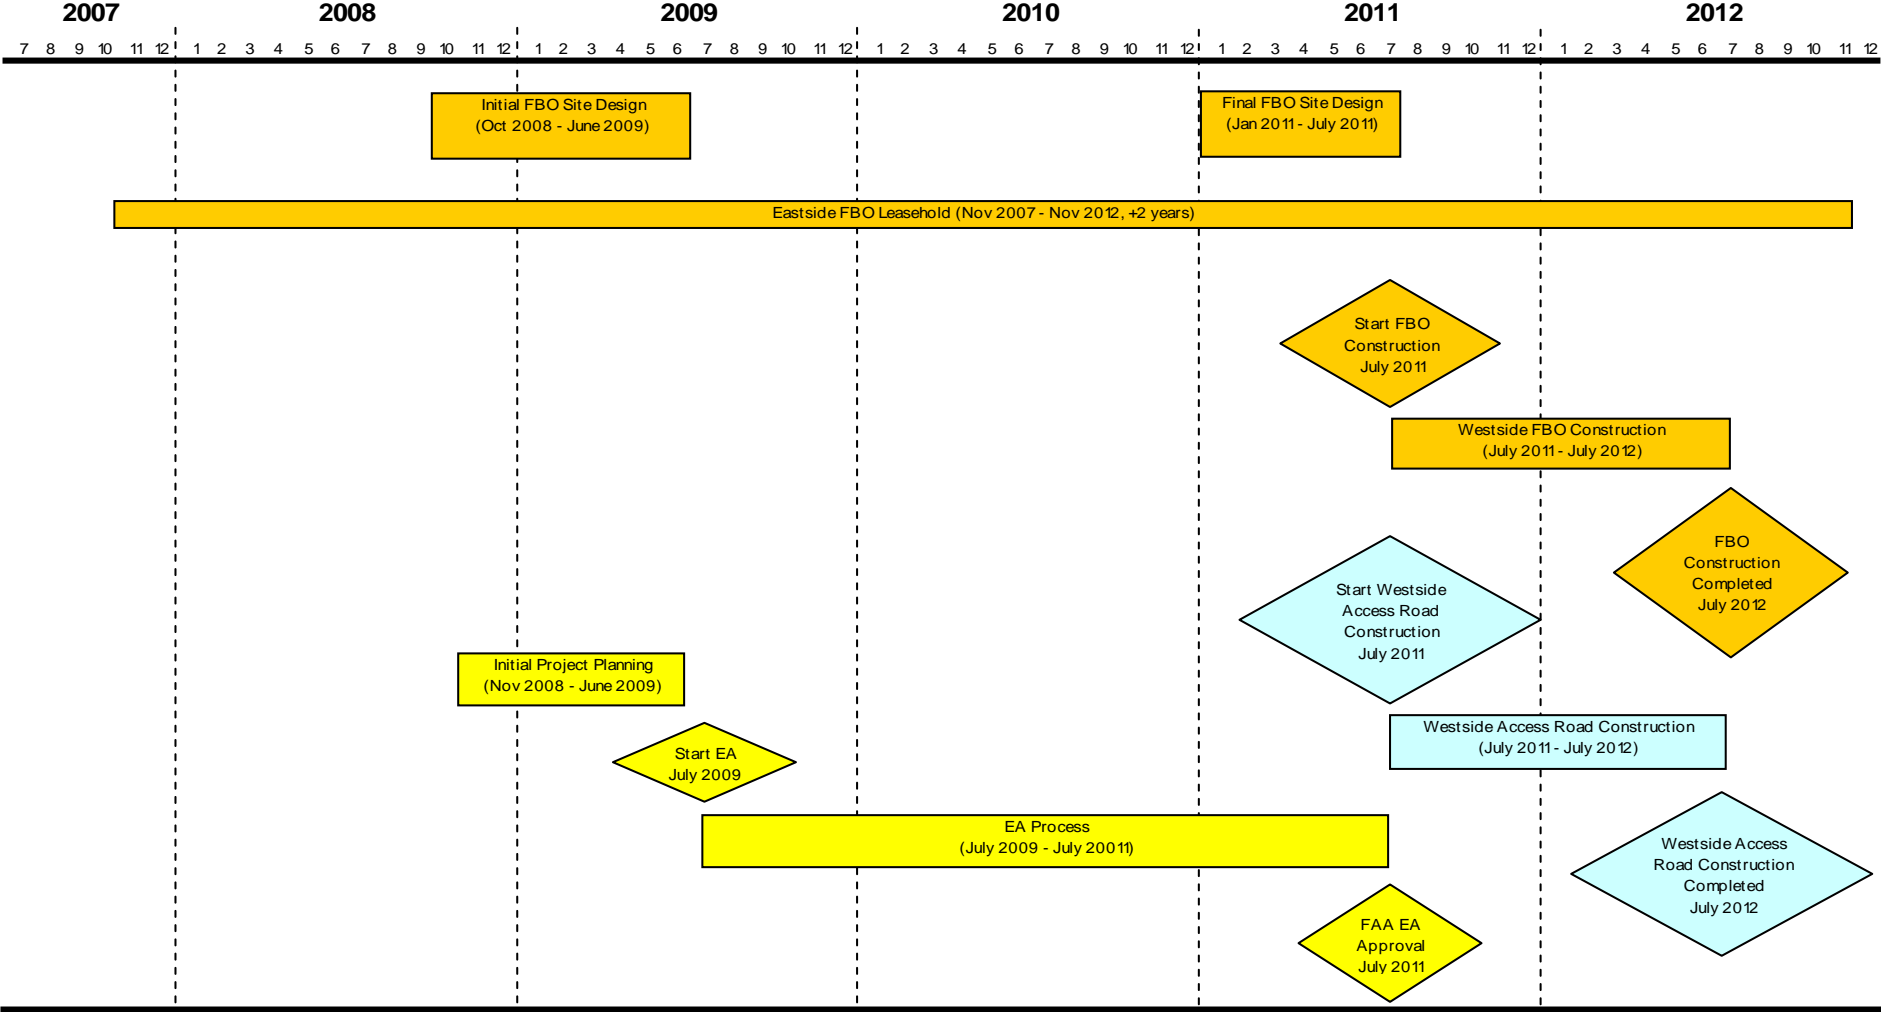 2007 2008 2009 2010 2011 2012
7 8 9 10 11 12 1 2 3 4 5 6 7 8 9 10 11 12 1 2 3 4 5 6 7 8 9 10 11 12 1 2 3 4 5 6 7 8 9 10 11 12 1 2 3 4 5 6 7 8 9 10 11 12 1 2 3 4 5 6 7 8 9 10 11 12
Initial FBO Site Design
(Oct 2008 - June 2009)
Final FBO Site Design
(Jan 2011 - July 2011)
Eastside FBO Leasehold (Nov 2007 - Nov 2012, +2 years)
Start FBO
Construction
July 2011
Westside FBO Construction
(July 2011 - July 2012)
FBO
Construction
Completed
July 2012
Start Westside
Access Road
Construction
July 2011
Initial Project Planning
(Nov 2008 - June 2009)
Westside Access Road Construction
(July 2011 - July 2012)
Start EA
July 2009
EA Process
(July 2009 - July 20011)
Westside Access
Road Construction
Completed
July 2012
FAA EA
Approval
July 2011